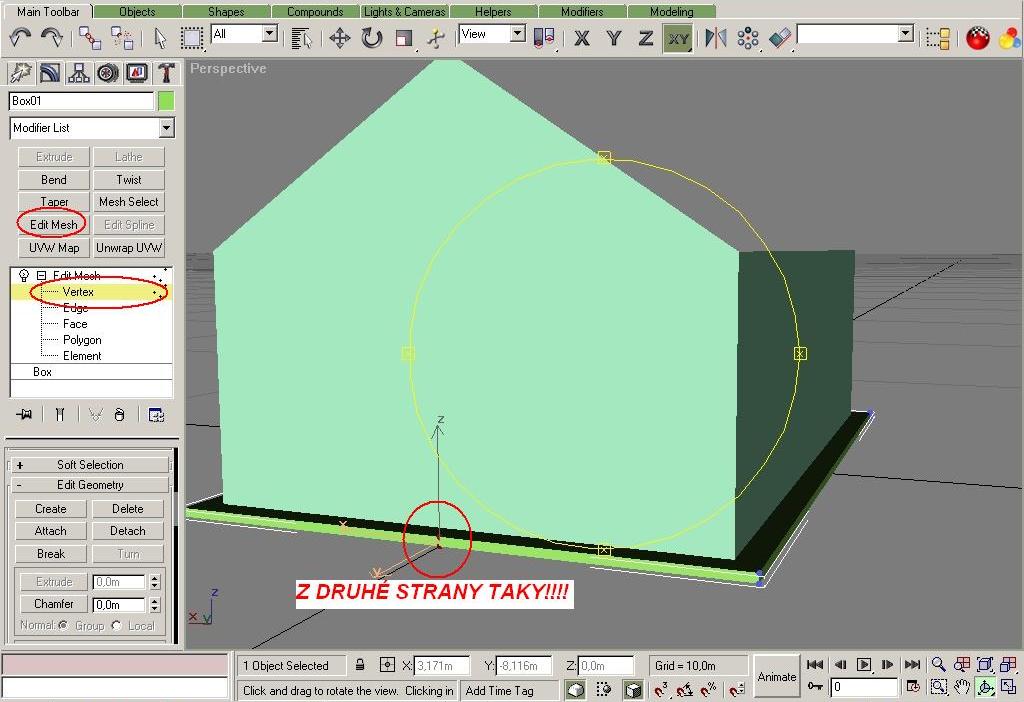 Main Toolbar Objects Shapes Compounds Lights & Cameras Helpers Modifiers Modeling
All View X Y Z XY
Perspective
Box01
Modifier List
Extrude Lathe
Bend Twist
Taper Mesh Select
Edit Mesh Edit Spline
UVW Map Unwrap UVW
Edit Mesh
Vertex
Edge
Face
Polygon
Element
Box
+ Soft Selection
- Edit Geometry
Create Delete
Attach Detach
Break Turn
Extrude 0,0m
Chamfer 0,0m
Normal: Group Local
z
x
y
Z DRUHÉ STRANY TAKY!!!!
z
x y
1 Object Selected X: 3,171m Y: -8,116m Z: 0,0m Grid = 10,0m
Animate
0
Click and drag to rotate the view. Clicking in Add Time Tag
3 %